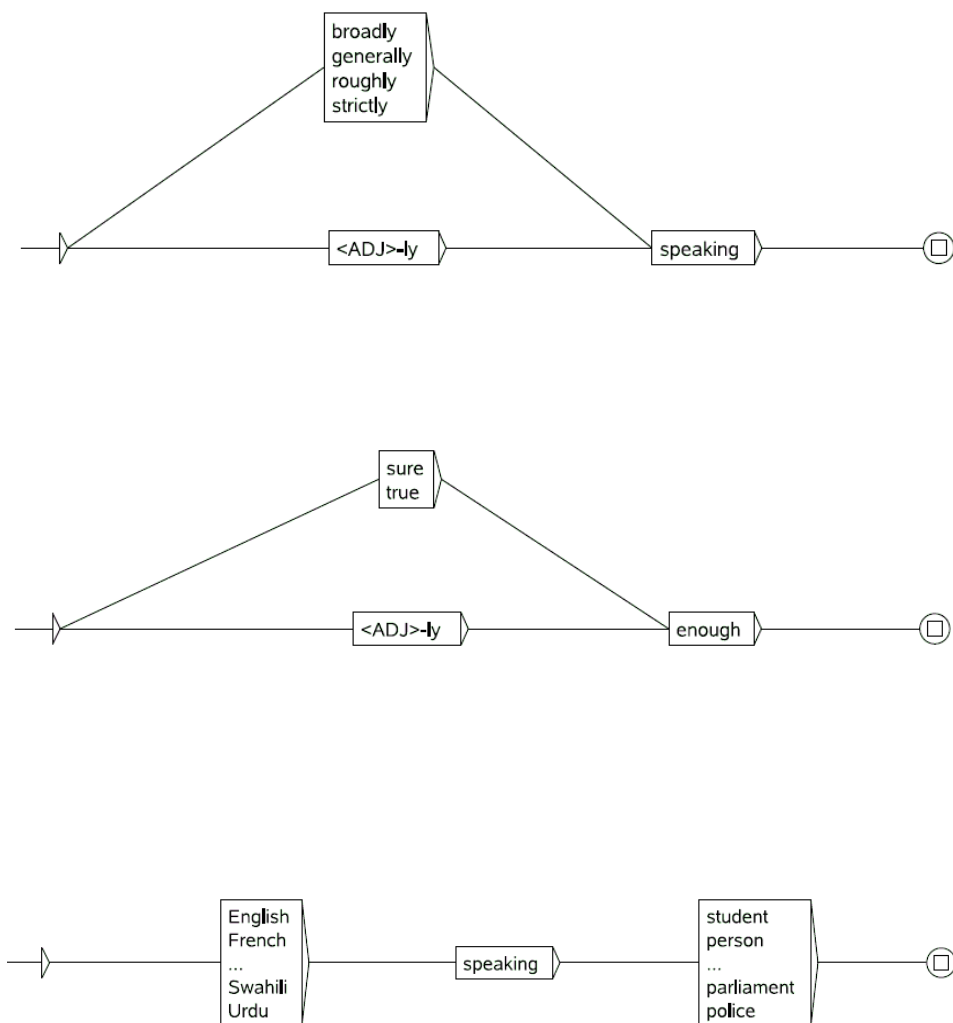 broadly
generally
roughly
strictly
<ADJ>-ly
speaking
sure
true
<ADJ>-ly
enough
English
French
...
Swahili
Urdu
speaking
student
person
...
parliament
police